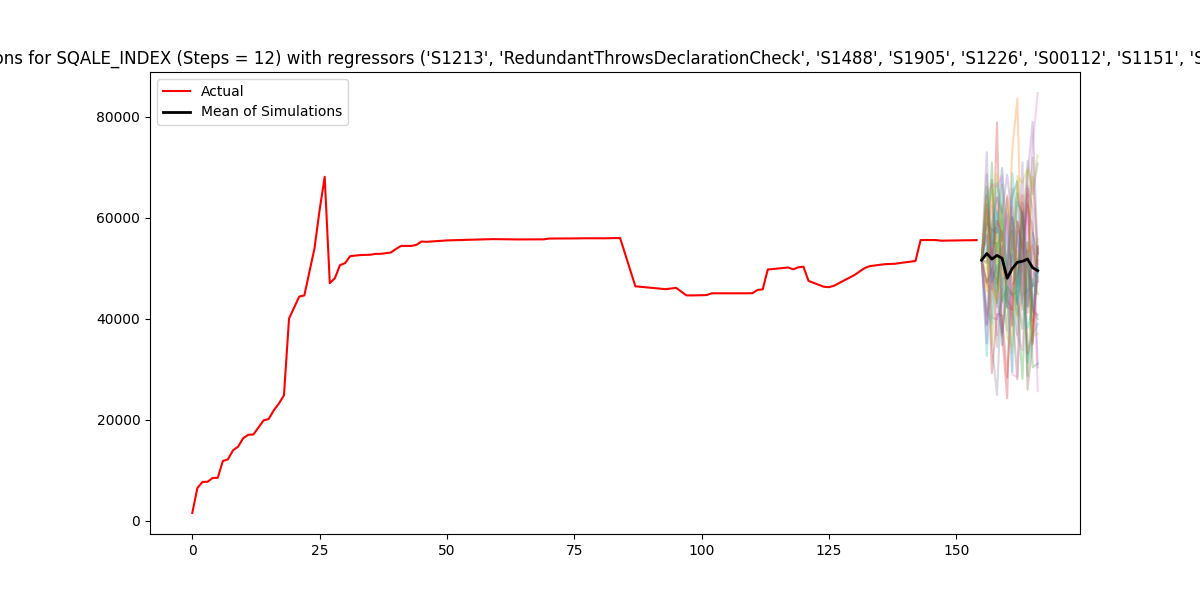 ons for SQALE_INDEX (Steps = 12) with regressors ('S1213', 'RedundantThrowsDeclarationCheck', 'S1488', 'S1905', 'S1226', 'S00112', 'S1151', 'S
Actual
Mean of Simulations
80000
60000
40000
20000
0
0 25 50 75 100 125 150